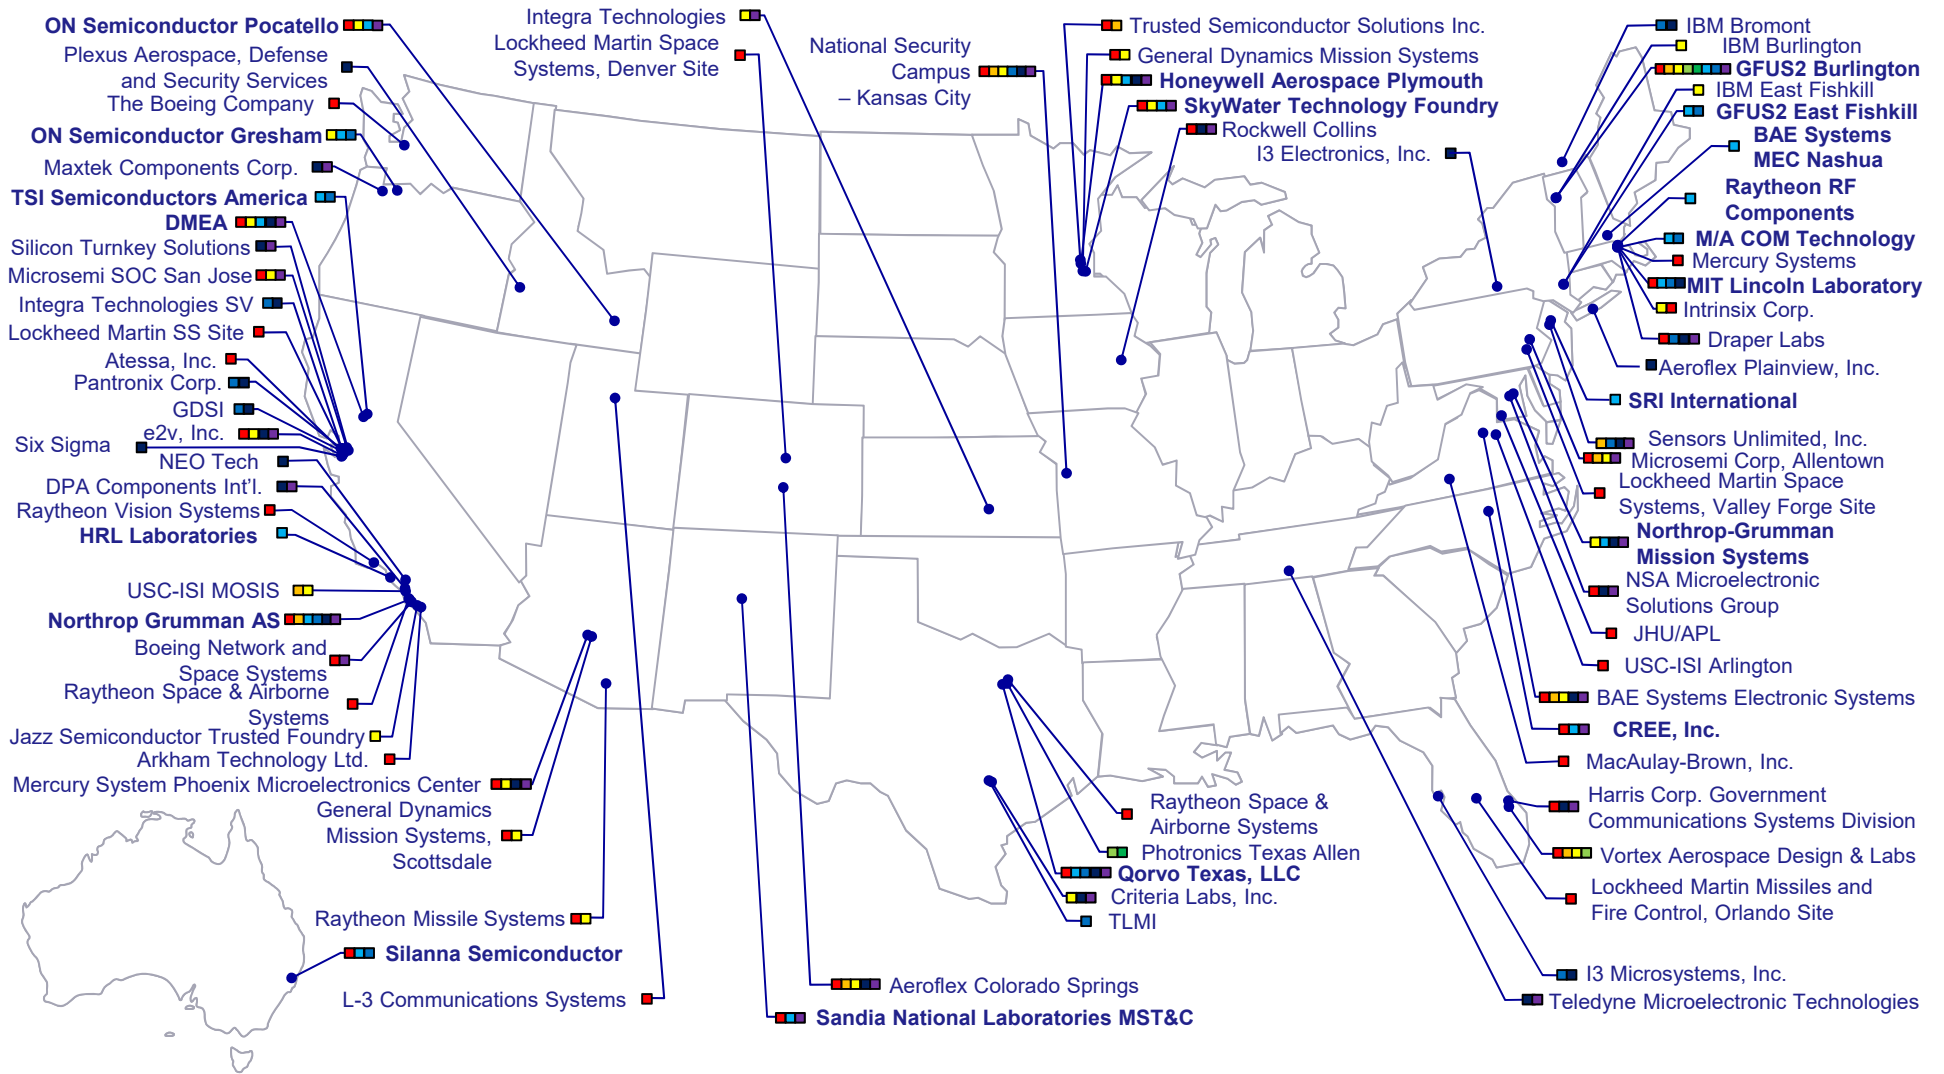 ON Semiconductor Pocatello
Plexus Aerospace, Defense
and Security Services
The Boeing Company
ON Semiconductor Gresham
Maxtek Components Corp.
TSI Semiconductors America
DMEA
Silicon Turnkey Solutions
Microsemi SOC San Jose
Integra Technologies SV
Lockheed Martin SS Site
Atessa, Inc.
Pantronix Corp.
GDSI
e2v, Inc.
Six Sigma
NEO Tech
DPA Components Int'l.
Raytheon Vision Systems
HRL Laboratories
USC-ISI MOSIS
Northrop Grumman AS
Boeing Network and
Space Systems
Raytheon Space & Airborne
Systems
Jazz Semiconductor Trusted Foundry
Arkham Technology Ltd.
Mercury System Phoenix Microelectronics Center
General Dynamics
Mission Systems,
Scottsdale
Raytheon Missile Systems
Silanna Semiconductor
L-3 Communications Systems
Integra Technologies
Lockheed Martin Space
Systems, Denver Site
National Security
Campus
– Kansas City
Trusted Semiconductor Solutions Inc.
General Dynamics Mission Systems
Honeywell Aerospace Plymouth
SkyWater Technology Foundry
Rockwell Collins
I3 Electronics, Inc.
IBM Bromont
IBM Burlington
GFUS2 Burlington
IBM East Fishkill
GFUS2 East Fishkill
BAE Systems
MEC Nashua
Raytheon RF
Components
M/A COM Technology
Mercury Systems
MIT Lincoln Laboratory
Intrinsix Corp.
Draper Labs
Aeroflex Plainview, Inc.
SRI International
Sensors Unlimited, Inc.
Microsemi Corp, Allentown
Lockheed Martin Space
Systems, Valley Forge Site
Northrop-Grumman
Mission Systems
NSA Microelectronic
Solutions Group
JHU/APL
USC-ISI Arlington
BAE Systems Electronic Systems
CREE, Inc.
MacAulay-Brown, Inc.
Harris Corp. Government
Communications Systems Division
Vortex Aerospace Design & Labs
Lockheed Martin Missiles and
Fire Control, Orlando Site
I3 Microsystems, Inc.
Teledyne Microelectronic Technologies
Raytheon Space &
Airborne Systems
Photronics Texas Allen
Qorvo Texas, LLC
Criteria Labs, Inc.
TLMI
Aeroflex Colorado Springs
Sandia National Laboratories MST&C